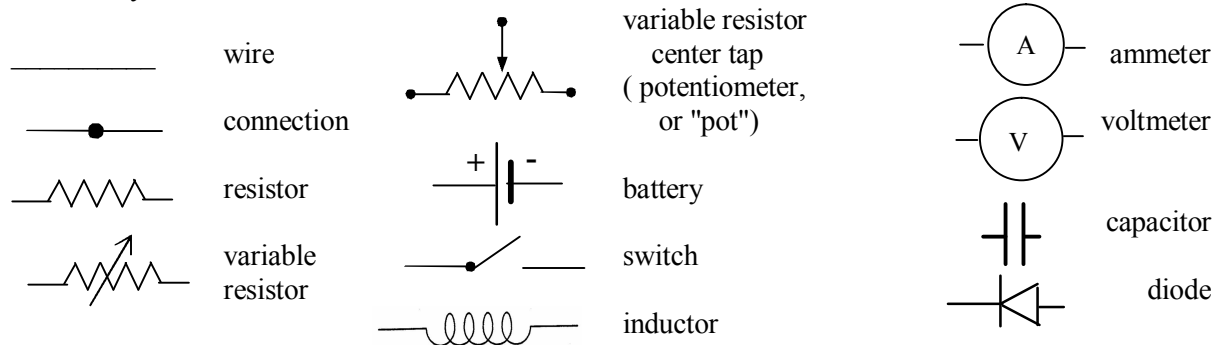 wire
connection
resistor
variable
resistor
variable resistor
center tap
( potentiometer,
or "pot")
+ -
battery
switch
inductor
A
ammeter
V
voltmeter
capacitor
diode